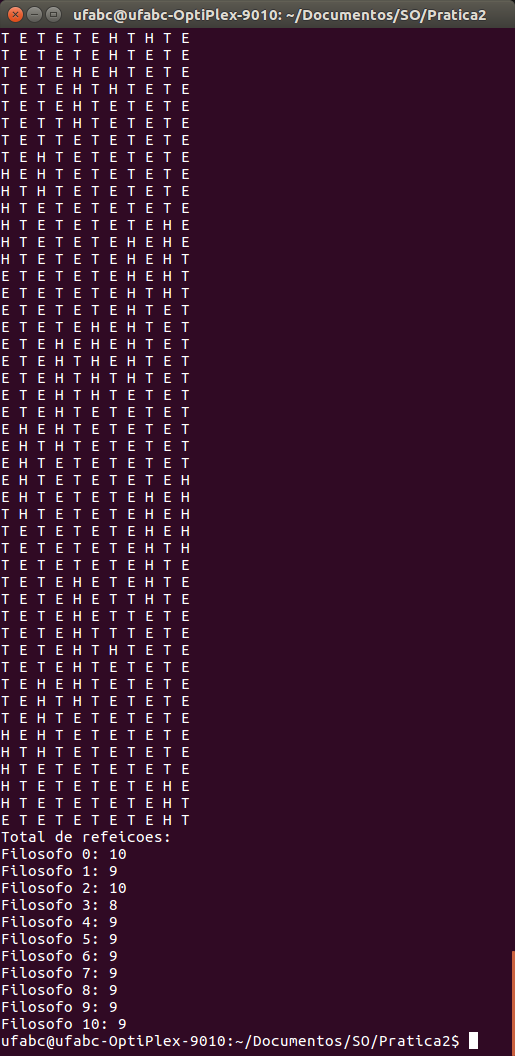 ufabc@ufabc-OptiPlex-9010: ~/Documentos/SO/Pratica2
T E T E T E H T H T E
T E T E T E H T E T E
T E T E H E H T E T E
T E T E H T H T E T E
T E T E H T E T E T E
T E T T H T E T E T E
T E T T E T E T E T E
T E H T E T E T E T E
H E H T E T E T E T E
H T H T E T E T E T E
H T E T E T E T E T E
H T E T E T E T E H E
H T E T E T E H E H E
H T E T E T E H E H T
E T E T E T E H E H T
E T E T E T E H T H T
E T E T E T E H T E T
E T E T E H E H T E T
E T E H E H E H T E T
E T E H T H E H T E T
E T E H T H T H T E T
E T E H T H T E T E T
E T E H T E T E T E T
E H E H T E T E T E T
E H T H T E T E T E T
E H T E T E T E T E T
E H T E T E T E T E H
E H T E T E T E H E H
T H T E T E T E H E H
T E T E T E T E H E H
T E T E T E T E H T H
T E T E T E T E H T E
T E T E H E T E H T E
T E T E H E T T H T E
T E T E H E T T E T E
T E T E H T T T E T E
T E T E H T H T E T E
T E T E H T E T E T E
T E H E H T E T E T E
T E H T H T E T E T E
T E H T E T E T E T E
H E H T E T E T E T E
H T H T E T E T E T E
H T E T E T E T E T E
H T E T E T E T E H E
H T E T E T E T E H T
E T E T E T E T E H T
Total de refeicoes:
Filosofo 0: 10
Filosofo 1: 9
Filosofo 2: 10
Filosofo 3: 8
Filosofo 4: 9
Filosofo 5: 9
Filosofo 6: 9
Filosofo 7: 9
Filosofo 8: 9
Filosofo 9: 9
Filosofo 10: 9
ufabc@ufabc-OptiPlex-9010:~/Documentos/SO/Pratica2$